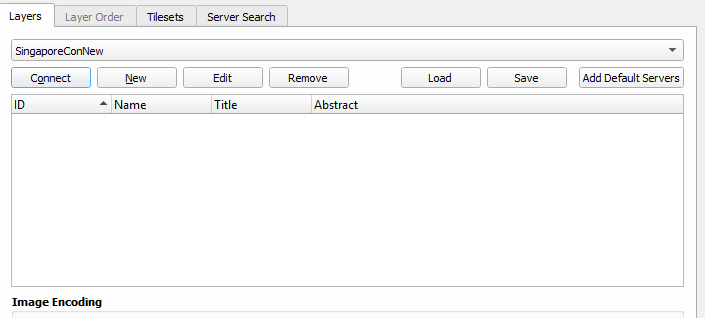 Layers Layer Order Tilesets Server Search
SingaporeConNew
Connect New Edit Remove Load Save Add Default Servers
ID Name Title Abstract
Image Encoding